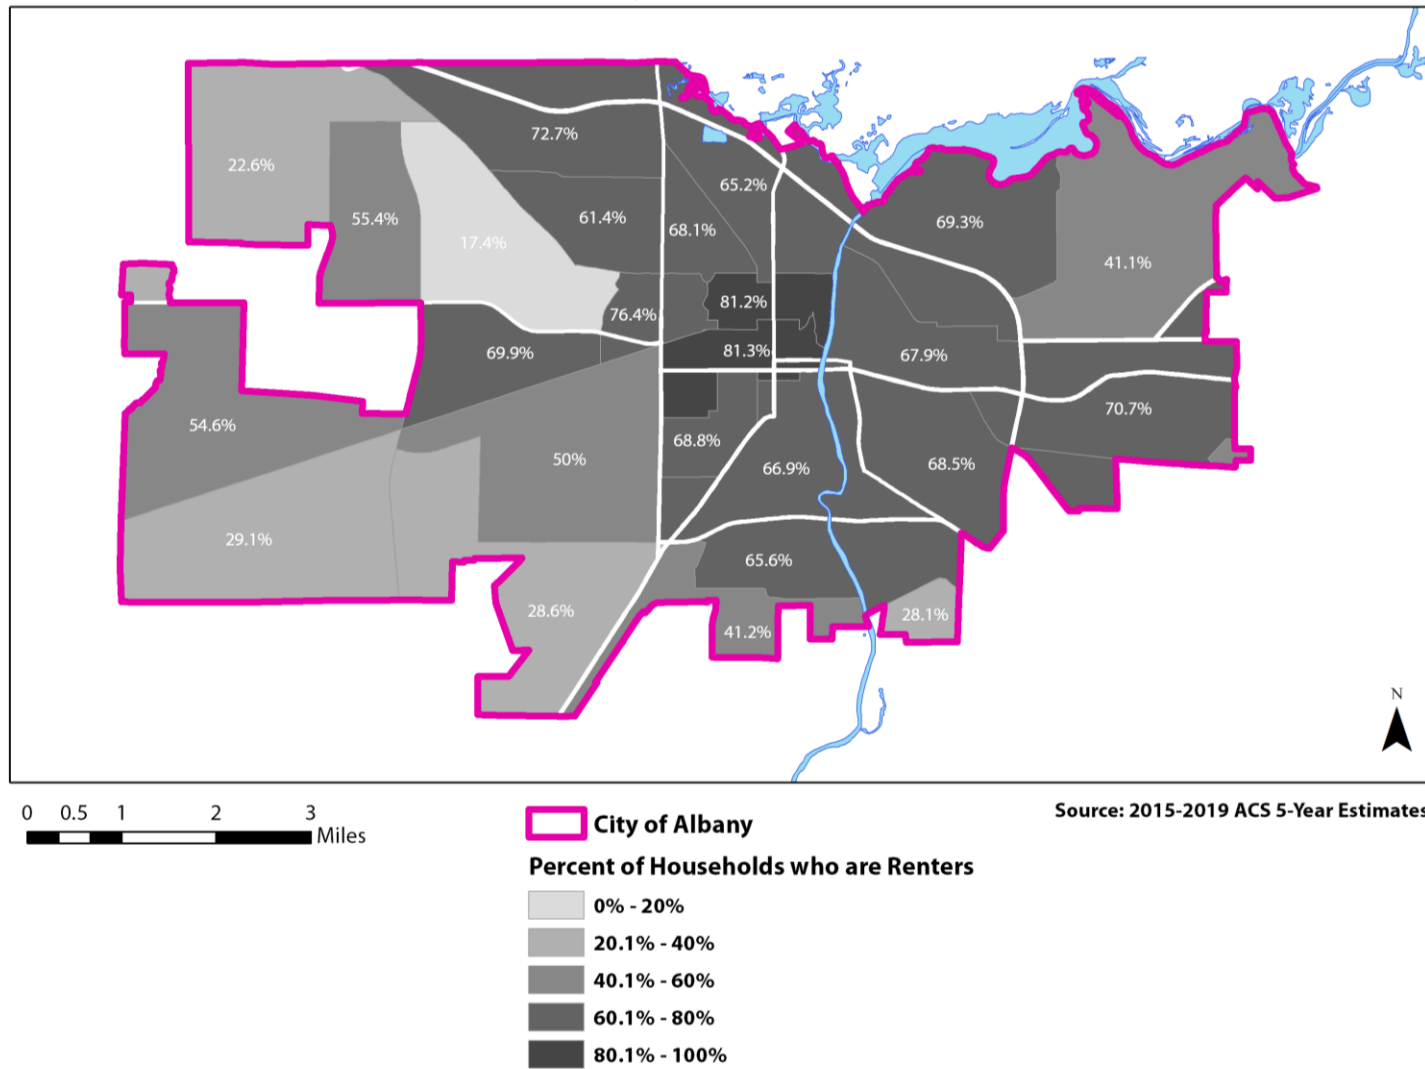 72.7%
22.6%
65.2%
55.4%
61.4%
68.1%
69.3%
17.4%
41.1%
81.2%
76.4%
69.9%
81.3%
67.9%
70.7%
54.6%
68.8%
50%
66.9%
68.5%
29.1%
65.6%
28.6%
28.1%
41.2%
N
0 0.5 1 2 3
Miles
Source: 2015-2019 ACS 5-Year Estimates
City of Albany
Percent of Households who are Renters
0% - 20%
20.1% - 40%
40.1% - 60%
60.1% - 80%
80.1% - 100%